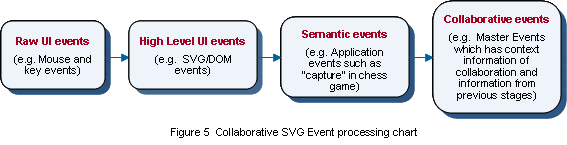 Raw UI events
(e.g. Mouse and
key events)
High Level UI events
(e.g. SVG/DOM
events)
Semantic events
(e.g. Application
events such as
"capture" in chess
game)
Collaborative events
(e.g. Master Events
which has context
information of
collaboration and
information from
previous stages)
Figure 5 Collaborative SVG Event processing chart